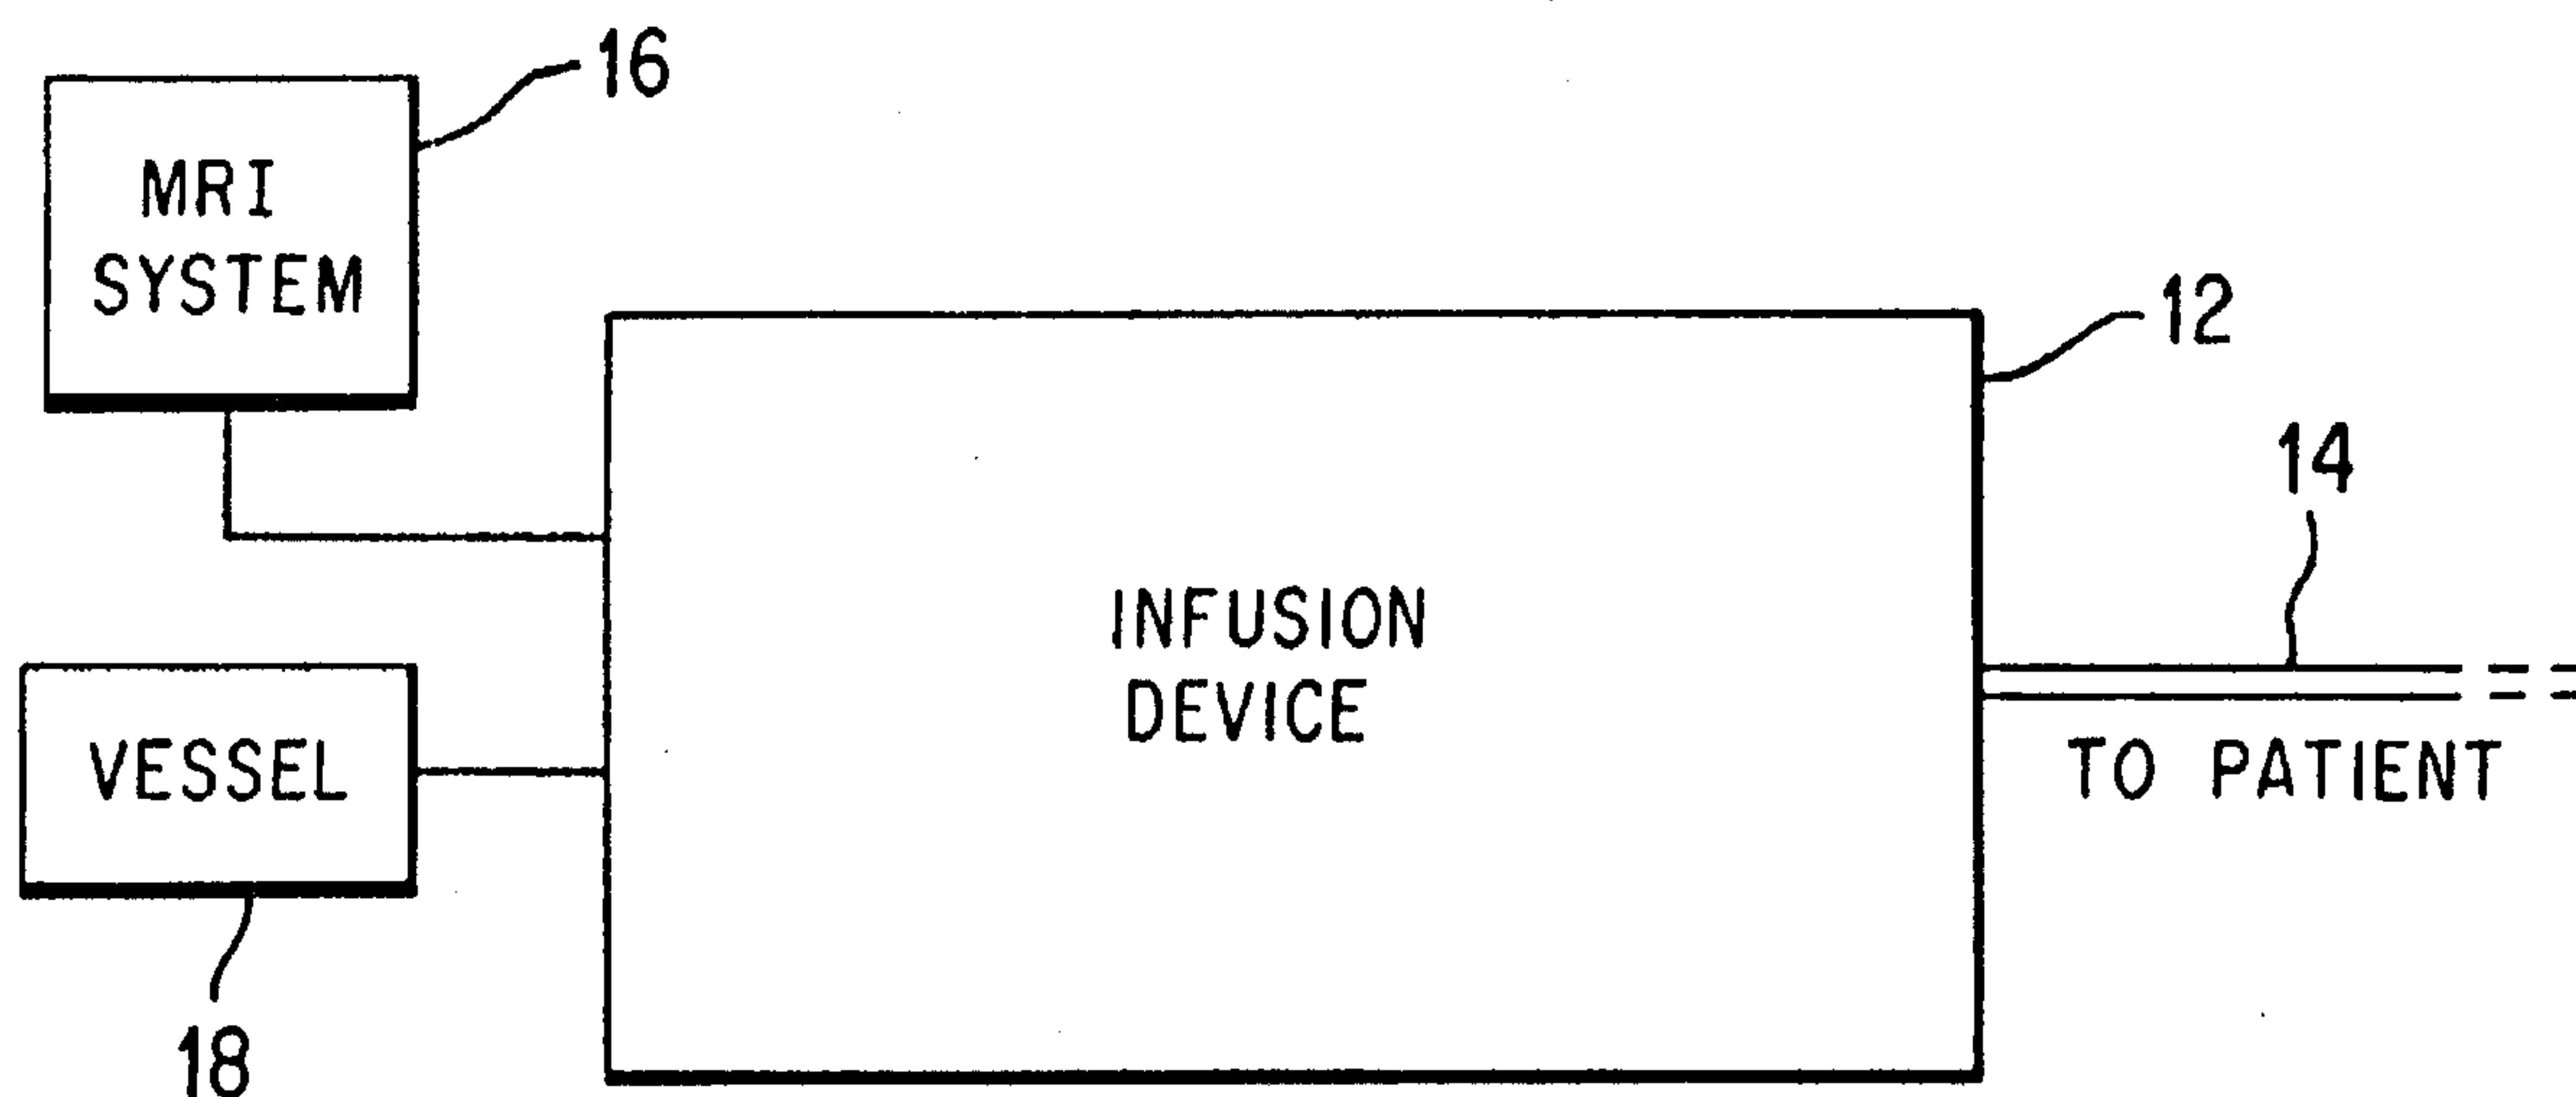 16
MRI
SYSTEM
12
14
INFUSION
DEVICE
VESSEL
TO PATIENT
18